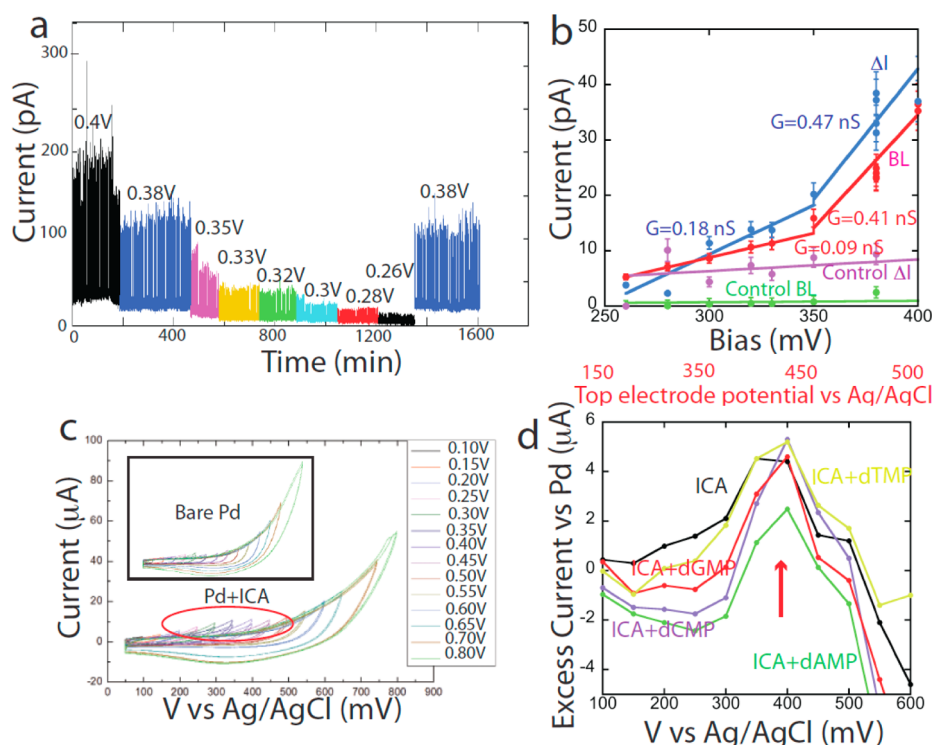 a
Current (pA)
300
200
100
0
0.4V
0.38V
0.35V
0.33V
0.32V
0.3V
0.28V
0.26V
0.38V
0
400
800
1200
1600
Time (min)
b
Current (pA)
50
40
30
20
10
0
ΔI
G=0.47 nS
BL
G=0.18 nS
G=0.41 nS
G=0.09 nS
Control ΔI
Control BL
250
300
350
400
Bias (mV)
c
Current (μA)
100
80
60
40
20
0
-20
Bare Pd
Pd+ICA
0.10V
0.15V
0.20V
0.25V
0.30V
0.35V
0.40V
0.45V
0.50V
0.55V
0.60V
0.65V
0.70V
0.80V
0
100
200
300
400
500
600
700
800
900
V vs Ag/AgCl (mV)
150
350
450
500
Top electrode potential vs Ag/AgCl
d
Excess Current vs Pd (μA)
6
4
2
0
-2
-4
ICA
ICA+dTMP
ICA+dGMP
ICA+dCMP
ICA+dAMP
100
200
300
400
500
600
V vs Ag/AgCl (mV)